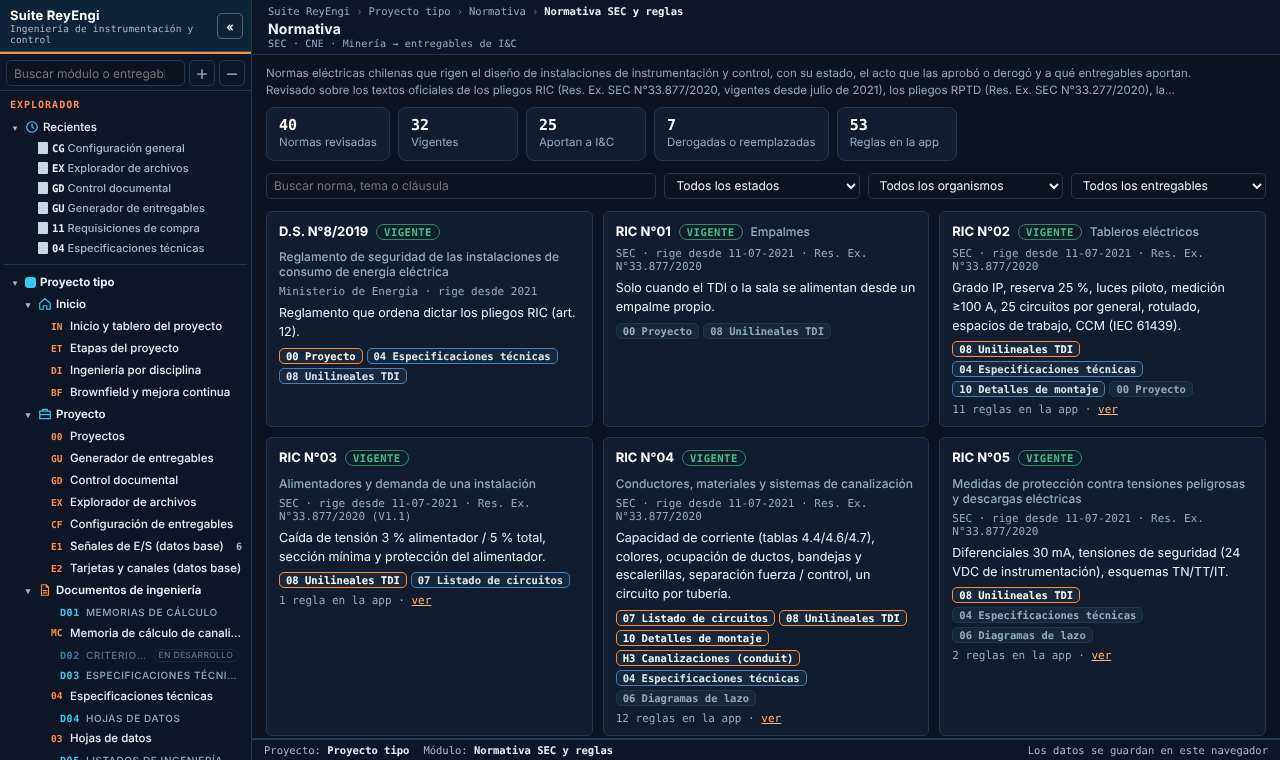 Suite ReyEngi
Ingeniería de instrumentación y
control
«
Buscar módulo o entregabl
+
−
EXPLORADOR
Recientes
CG Configuración general
EX Explorador de archivos
GD Control documental
GU Generador de entregables
11 Requisiciones de compra
04 Especificaciones técnicas
Proyecto tipo
Inicio
IN Inicio y tablero del proyecto
ET Etapas del proyecto
DI Ingeniería por disciplina
BF Brownfield y mejora continua
Proyecto
00 Proyectos
GU Generador de entregables
GD Control documental
EX Explorador de archivos
CF Configuración de entregables
E1 Señales de E/S (datos base) 6
E2 Tarjetas y canales (datos base)
Documentos de ingeniería
D01 MEMORIAS DE CÁLCULO
MC Memoria de cálculo de canali...
D02 CRITERIO... EN DESARROLLO
D03 ESPECIFICACIONES TÉCNI...
04 Especificaciones técnicas
D04 HOJAS DE DATOS
03 Hojas de datos
D05 LISTADOS DE INGENIERÍA
Suite ReyEngi › Proyecto tipo › Normativa › Normativa SEC y reglas
Normativa
SEC · CNE · Minería → entregables de I&C
Normas eléctricas chilenas que rigen el diseño de instalaciones de instrumentación y control, con su estado, el acto que las aprobó o derogó y a qué entregables aportan.
Revisado sobre los textos oficiales de los pliegos RIC (Res. Ex. SEC N°33.877/2020, vigentes desde julio de 2021), los pliegos RPTD (Res. Ex. SEC N°33.277/2020), la...
40
Normas revisadas
32
Vigentes
25
Aportan a I&C
7
Derogadas o reemplazadas
53
Reglas en la app
Buscar norma, tema o cláusula
Todos los estados
Todos los organismos
Todos los entregables
D.S. N°8/2019 VIGENTE
Reglamento de seguridad de las instalaciones de
consumo de energía eléctrica
Ministerio de Energía · rige desde 2021
Reglamento que ordena dictar los pliegos RIC (art.
12).
00 Proyecto 04 Especificaciones técnicas
08 Unilineales TDI
RIC N°01 VIGENTE Empalmes
SEC · rige desde 11-07-2021 · Res. Ex.
N°33.877/2020
Solo cuando el TDI o la sala se alimentan desde un
empalme propio.
00 Proyecto 08 Unilineales TDI
RIC N°02 VIGENTE Tableros eléctricos
SEC · rige desde 11-07-2021 · Res. Ex.
N°33.877/2020
Grado IP, reserva 25 %, luces piloto, medición
≥100 A, 25 circuitos por general, rotulado,
espacios de trabajo, CCM (IEC 61439).
08 Unilineales TDI
04 Especificaciones técnicas
10 Detalles de montaje 00 Proyecto
11 reglas en la app · ver
RIC N°03 VIGENTE
Alimentadores y demanda de una instalación
SEC · rige desde 11-07-2021 · Res. Ex.
N°33.877/2020 (V1.1)
Caída de tensión 3 % alimentador / 5 % total,
sección mínima y protección del alimentador.
08 Unilineales TDI 07 Listado de circuitos
1 regla en la app · ver
RIC N°04 VIGENTE
Conductores, materiales y sistemas de canalización
SEC · rige desde 11-07-2021 · Res. Ex.
N°33.877/2020
Capacidad de corriente (tablas 4.4/4.6/4.7),
colores, ocupación de ductos, bandejas y
escalerillas, separación fuerza / control, un
circuito por tubería.
07 Listado de circuitos 08 Unilineales TDI
10 Detalles de montaje
H3 Canalizaciones (conduit)
04 Especificaciones técnicas
06 Diagramas de lazo
12 reglas en la app · ver
RIC N°05 VIGENTE
Medidas de protección contra tensiones peligrosas
y descargas eléctricas
SEC · rige desde 11-07-2021 · Res. Ex.
N°33.877/2020
Diferenciales 30 mA, tensiones de seguridad (24
VDC de instrumentación), esquemas TN/TT/IT.
08 Unilineales TDI
04 Especificaciones técnicas
06 Diagramas de lazo
2 reglas en la app · ver
Proyecto: Proyecto tipo Módulo: Normativa SEC y reglas
Los datos se guardan en este navegador